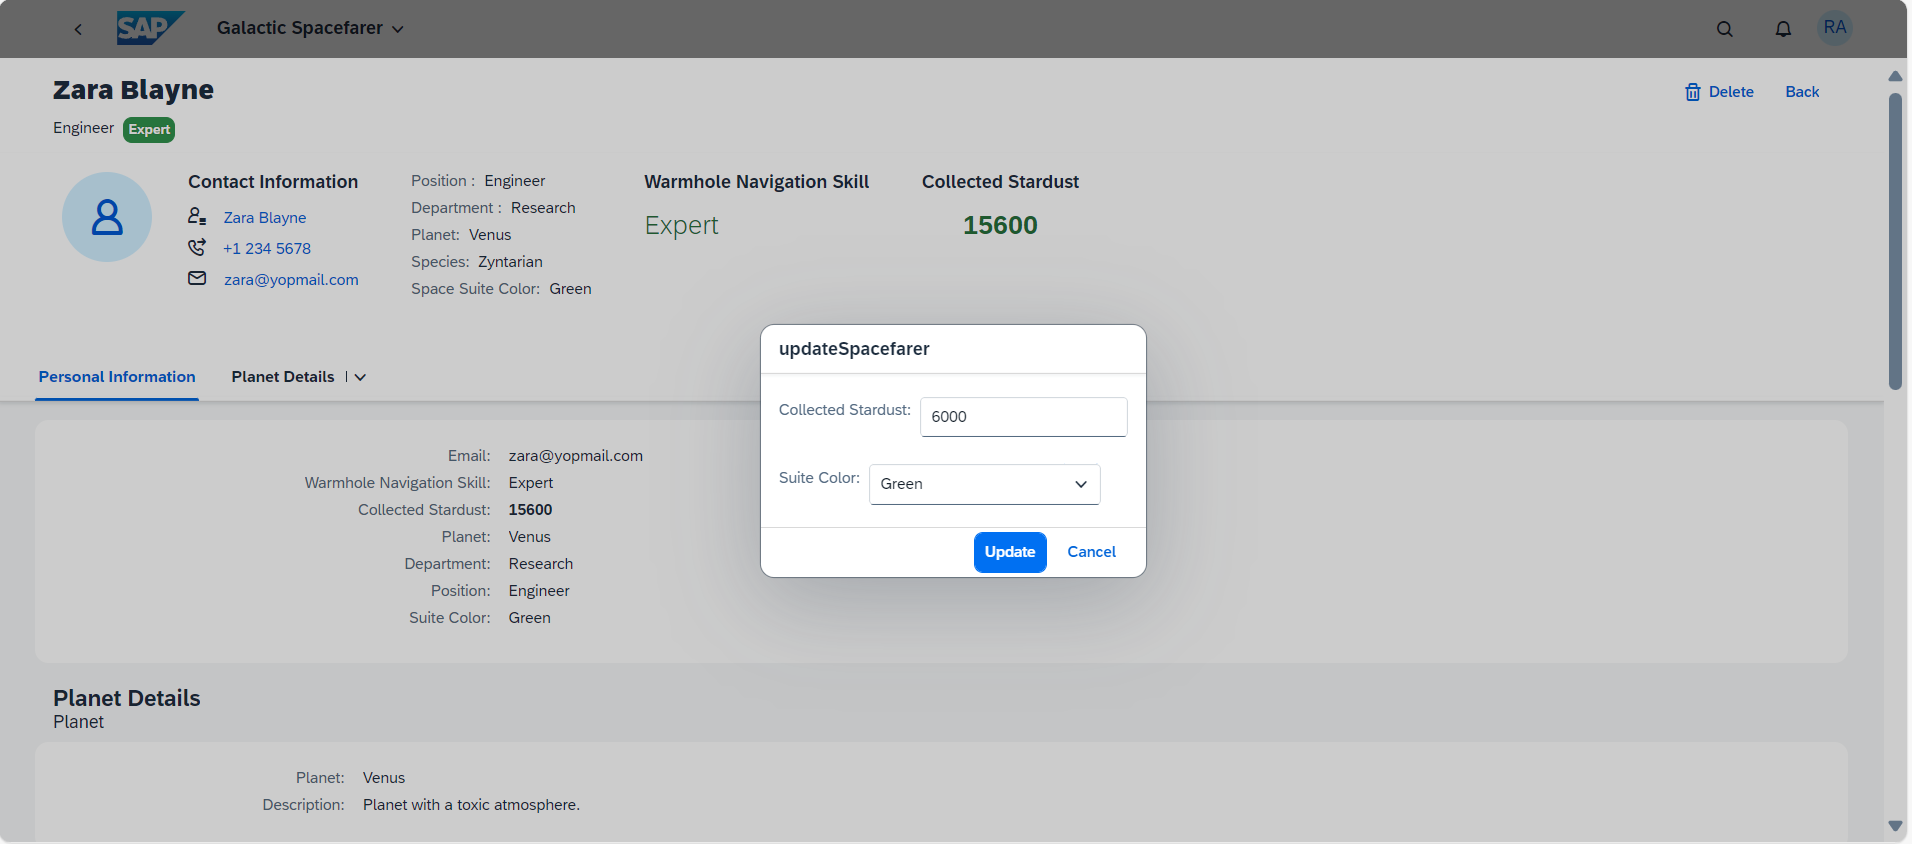 SAP Galactic Spacefarer RA
Zara Blayne
Delete Back
Engineer Expert
Contact Information
Zara Blayne
+1 234 5678
zara@yopmail.com
Position : Engineer
Department : Research
Planet: Venus
Species: Zyntarian
Space Suite Color: Green
Warmhole Navigation Skill
Expert
Collected Stardust
15600
Personal Information Planet Details
updateSpacefarer
Collected Stardust: 6000
Suite Color: Green
Update Cancel
Email: zara@yopmail.com
Warmhole Navigation Skill: Expert
Collected Stardust: 15600
Planet: Venus
Department: Research
Position: Engineer
Suite Color: Green
Planet Details
Planet
Planet: Venus
Description: Planet with a toxic atmosphere.